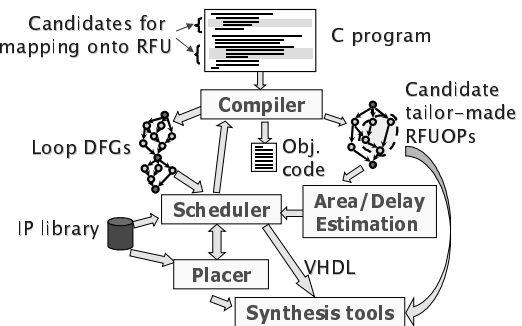 Candidates for
mapping onto RFU
C program
Compiler
Candidate
tailor-made
RFUOPs
Loop DFGs
Obj.
code
Scheduler
Area/Delay
Estimation
IP library
Placer
VHDL
Synthesis tools